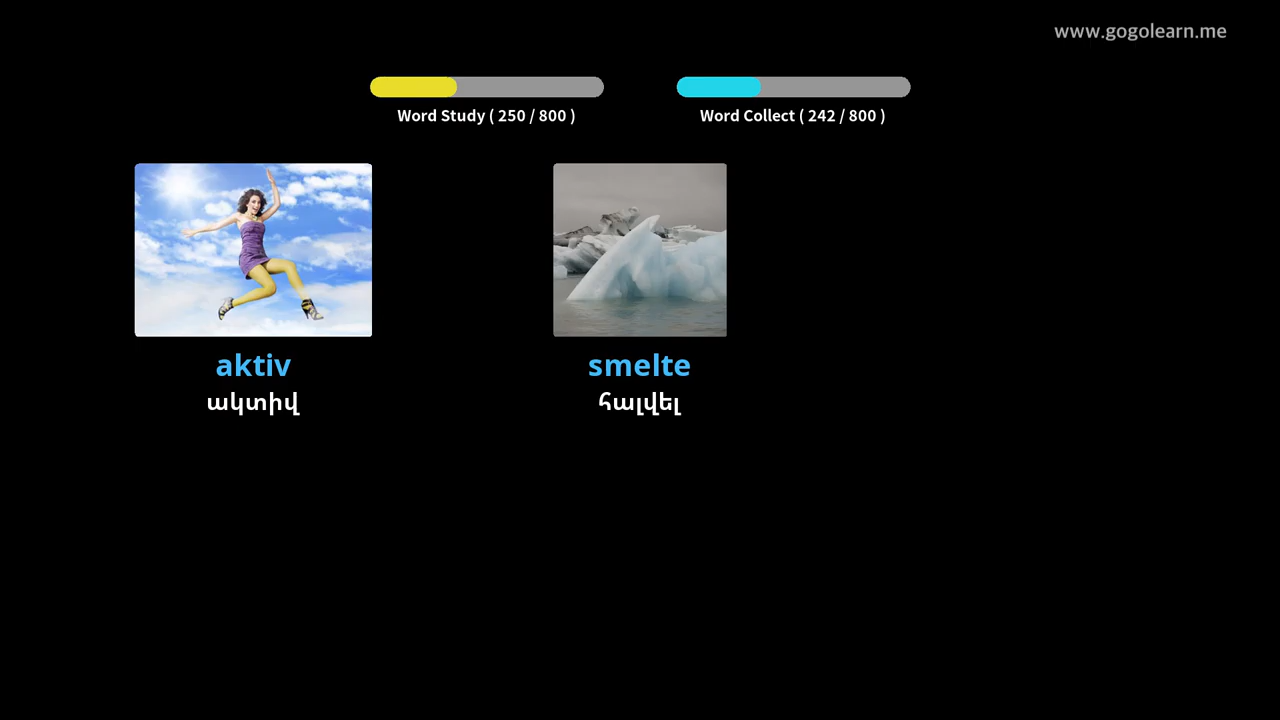 www.gogolearn.me
Word Study ( 250 / 800 )
Word Collect ( 242 / 800 )
aktiv
ակտիվ
smelte
հալվել